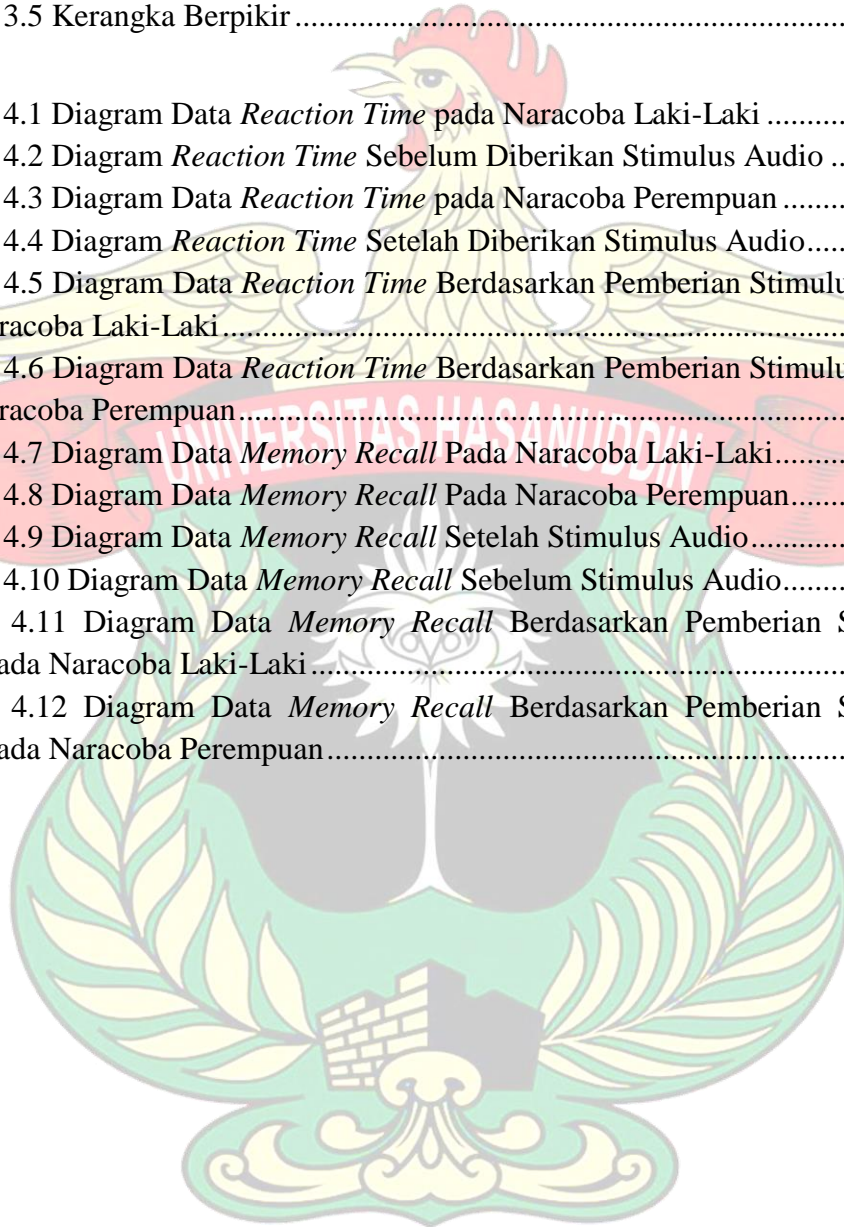 3.5 Kerangka Berpikir ............................................................
4.1 Diagram Data Reaction Time pada Naracoba Laki-Laki ..........
4.2 Diagram Reaction Time Sebelum Diberikan Stimulus Audio ..
4.3 Diagram Data Reaction Time pada Naracoba Perempuan ........
4.4 Diagram Reaction Time Setelah Diberikan Stimulus Audio.....
4.5 Diagram Data Reaction Time Berdasarkan Pemberian
racoba Laki-Laki..................................................................
4.6 Diagram Data Reaction Time Berdasarkan Pemberian
racoba Perempuan.................................................................
UNIVERSITAS HASANUDDIN
4.7 Diagram Data Memory Recall Pada Naracoba Laki-Laki.........
4.8 Diagram Data Memory Recall Pada Naracoba Perempuan.......
4.9 Diagram Data Memory Recall Setelah Stimulus Audio............
4.10 Diagram Data Memory Recall Sebelum Stimulus Audio........
4.11 Diagram Data Memory Recall Berdasarkan Pemberian S
ada Naracoba Laki-Laki.........................................................
4.12 Diagram Data Memory Recall Berdasarkan Pemberian S
ada Naracoba Perempuan.......................................................